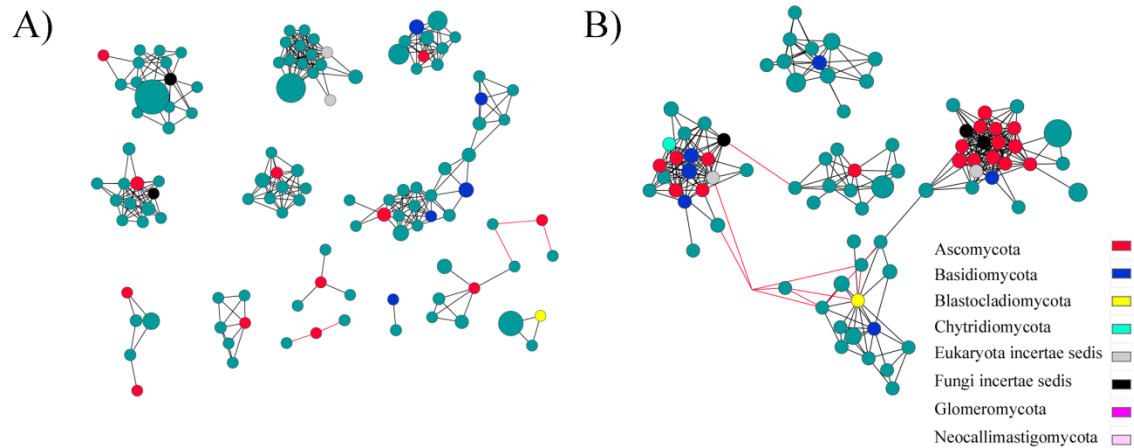 A)
B)
Ascomycota
Basidiomycota
Blastocladiomycota
Chytridiomycota
Eukaryota incertae sedis
Fungi incertae sedis
Glomeromycota
Neocallimastigomycota